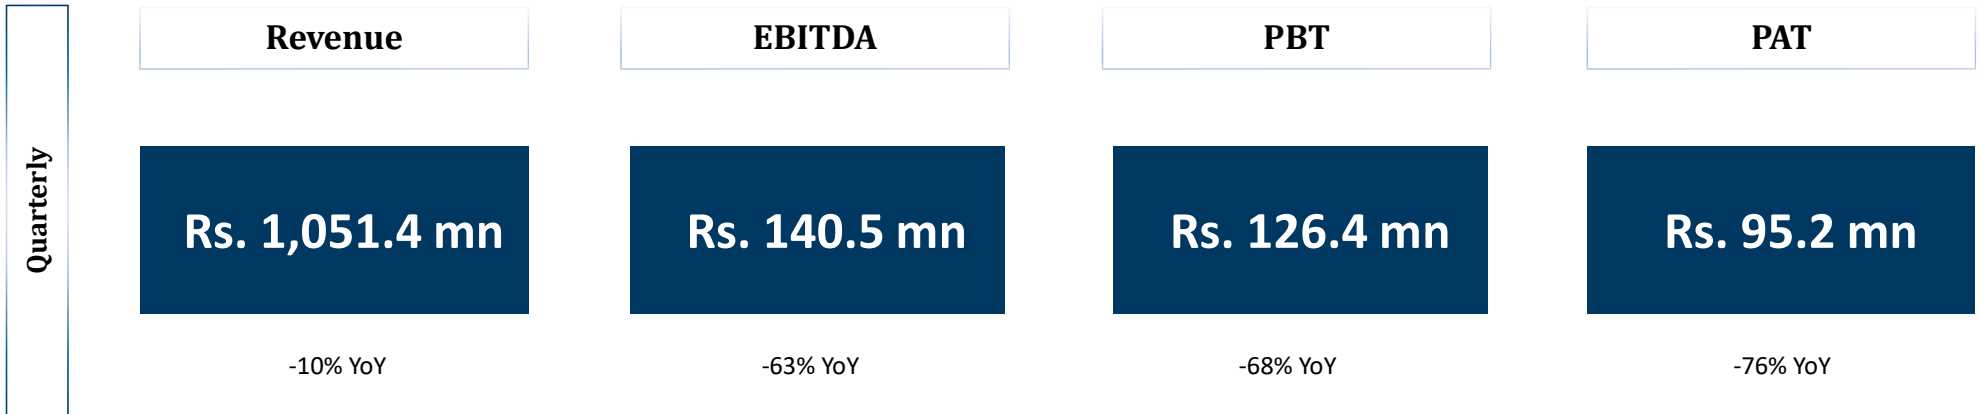 Quarterly
Revenue
EBITDA
PBT
PAT
Rs. 1,051.4 mn
Rs. 140.5 mn
Rs. 126.4 mn
Rs. 95.2 mn
-10% YoY
-63% YoY
-68% YoY
-76% YoY